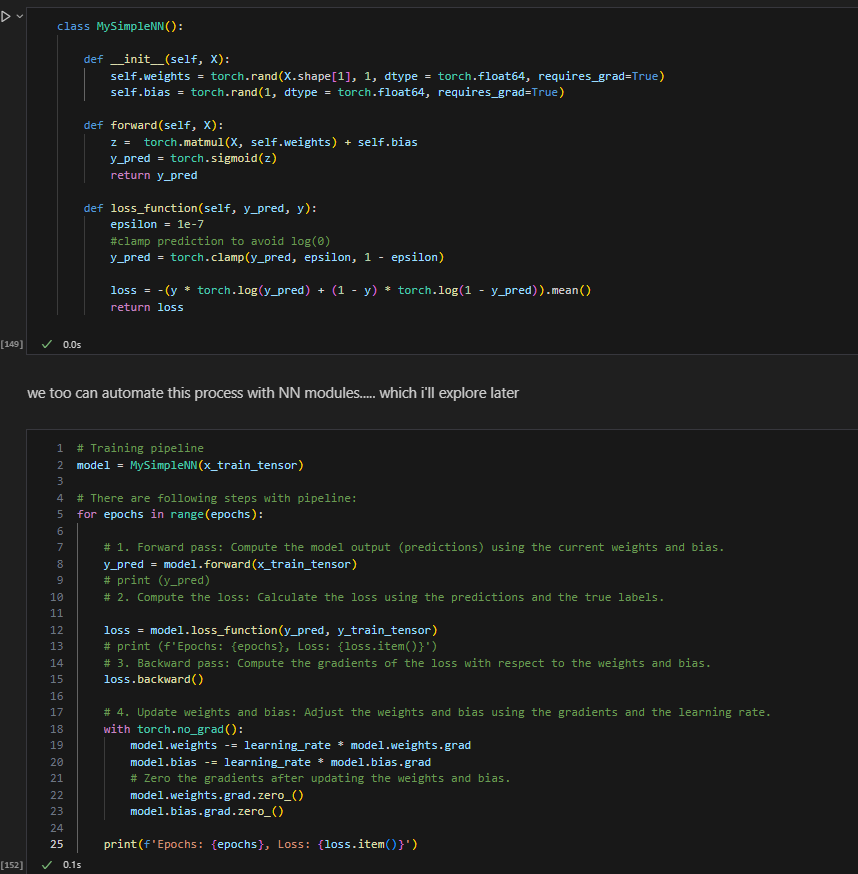 class MySimpleNN():
def __init__(self, X):
self.weights = torch.rand(X.shape[1], 1, dtype = torch.float64, requires_grad=True)
self.bias = torch.rand(1, dtype = torch.float64, requires_grad=True)
def forward(self, X):
z =  torch.matmul(X, self.weights) + self.bias
y_pred = torch.sigmoid(z)
return y_pred
def loss_function(self, y_pred, y):
epsilon = 1e-7
#clamp prediction to avoid log(0)
y_pred = torch.clamp(y_pred, epsilon, 1 - epsilon)
loss = -(y * torch.log(y_pred) + (1 - y) * torch.log(1 - y_pred)).mean()
return loss
[149] ✓ 0.0s
we too can automate this process with NN modules..... which i'll explore later
1 # Training pipeline
2 model = MySimpleNN(x_train_tensor)
3
4 # There are following steps with pipeline:
5 for epochs in range(epochs):
6
7 # 1. Forward pass: Compute the model output (predictions) using the current weights and bias.
8 y_pred = model.forward(x_train_tensor)
9 # print (y_pred)
10 # 2. Compute the loss: Calculate the loss using the predictions and the true labels.
11
12 loss = model.loss_function(y_pred, y_train_tensor)
13 # print (f'Epochs: {epochs}, Loss: {loss.item()}')
14 # 3. Backward pass: Compute the gradients of the loss with respect to the weights and bias.
15 loss.backward()
16
17 # 4. Update weights and bias: Adjust the weights and bias using the gradients and the learning rate.
18 with torch.no_grad():
19 model.weights -= learning_rate * model.weights.grad
20 model.bias -= learning_rate * model.bias.grad
21 # Zero the gradients after updating the weights and bias.
22 model.weights.grad.zero_()
23 model.bias.grad.zero_()
24
25 print(f'Epochs: {epochs}, Loss: {loss.item()}')
[152] ✓ 0.1s